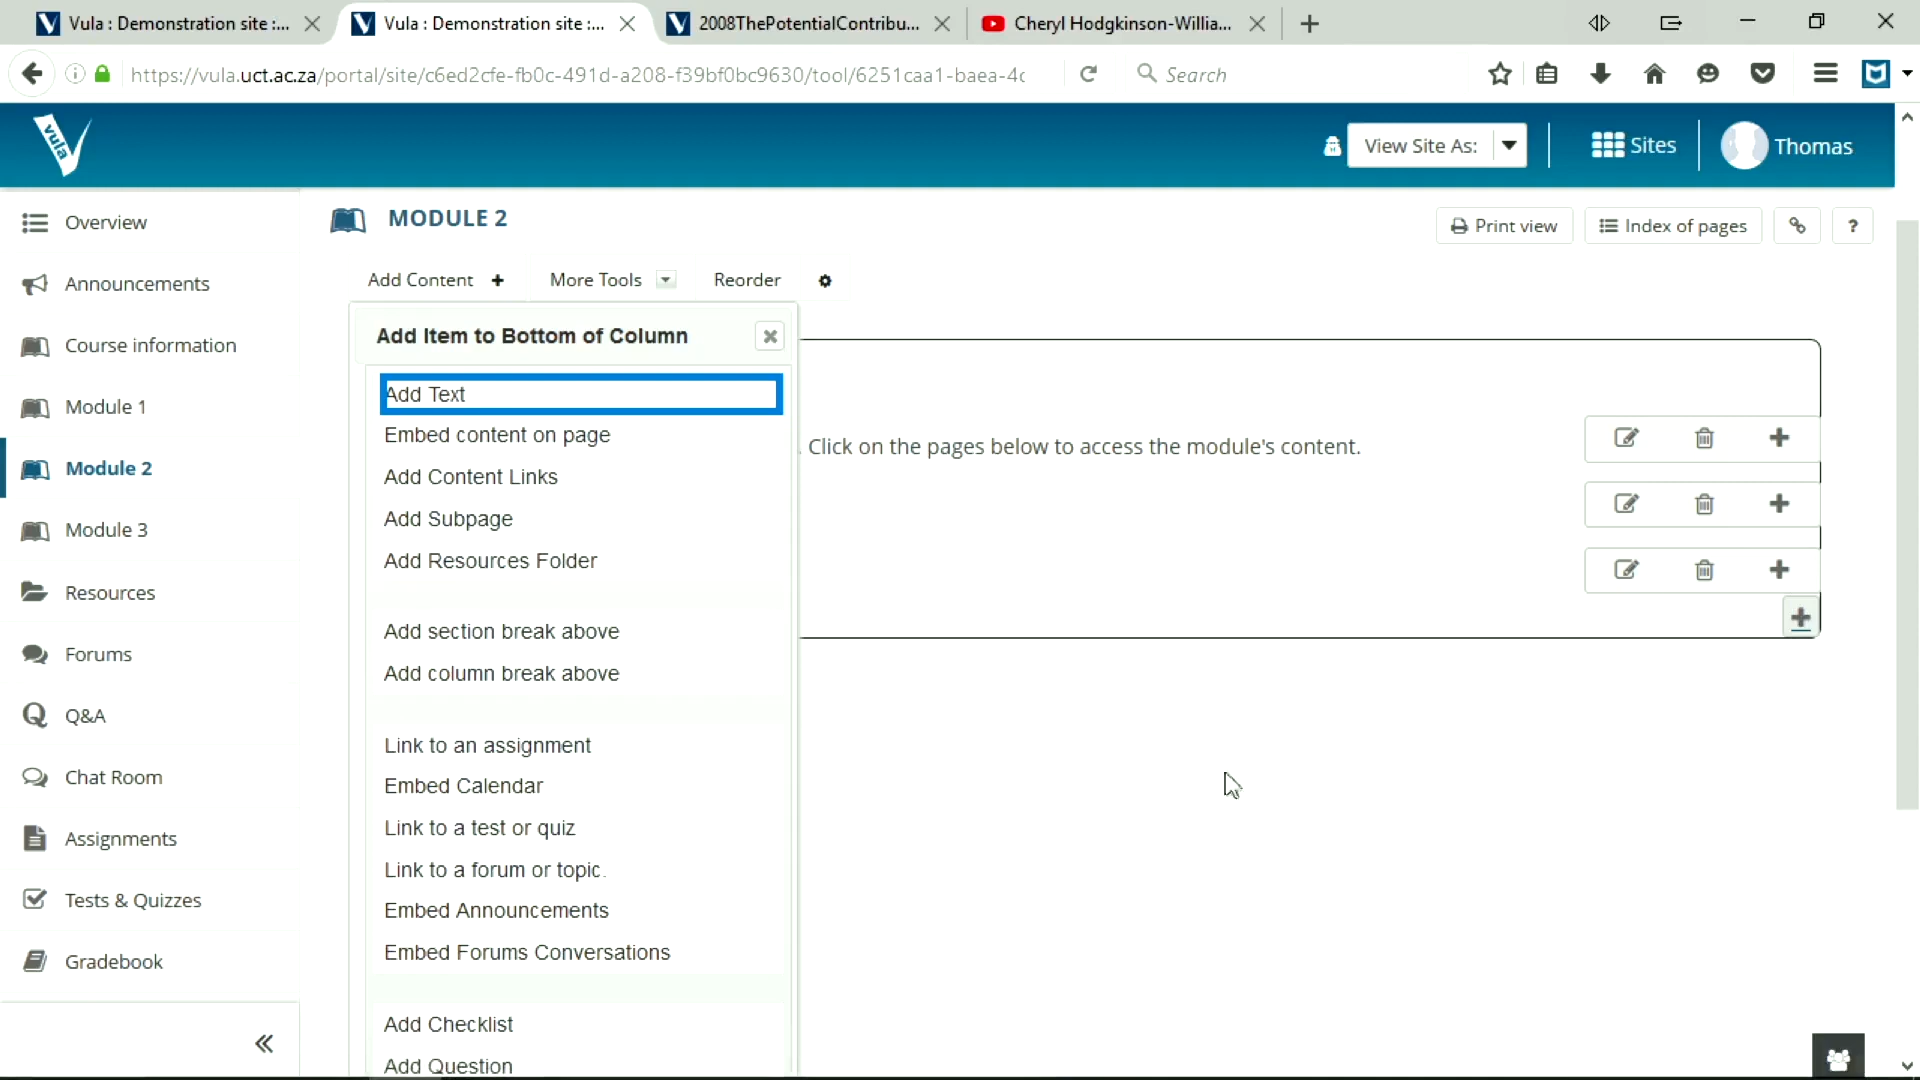 Vula : Demonstration site :...
Vula : Demonstration site :...
2008ThePotentialContribu...
Cheryl Hodgkinson-Willia...
https://vula.uct.ac.za/portal/site/c6ed2cfe-fb0c-491d-a208-f39bf0bc9630/tool/6251caa1-baea-4c
Search
vula
View Site As:
Sites
Thomas
Overview
Announcements
Course information
Module 1
Module 2
Module 3
Resources
Forums
Q&A
Chat Room
Assignments
Tests & Quizzes
Gradebook
MODULE 2
Print view
Index of pages
?
Add Content
More Tools
Reorder
Add Item to Bottom of Column
Add Text
Embed content on page
Add Content Links
Add Subpage
Add Resources Folder
Add section break above
Add column break above
Link to an assignment
Embed Calendar
Link to a test or quiz
Link to a forum or topic.
Embed Announcements
Embed Forums Conversations
Add Checklist
Add Question
. Click on the pages below to access the module's content.